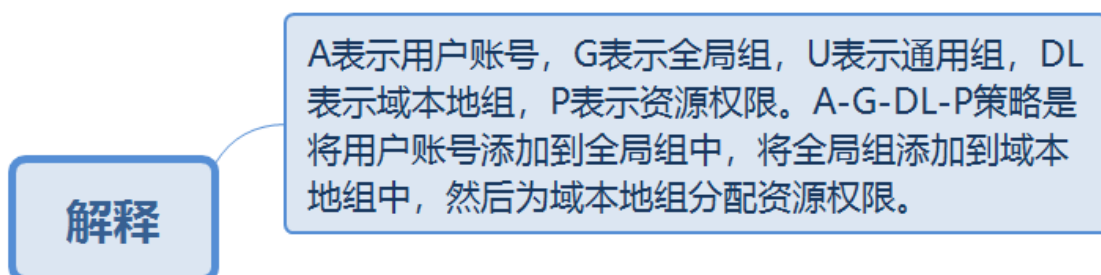 A表示用户账号，G表示全局组，U表示通用组，DL
表示域本地组，P表示资源权限。A-G-DL-P策略是
将用户账号添加到全局组中，将全局组添加到域本
地组中，然后为域本地组分配资源权限。
解释